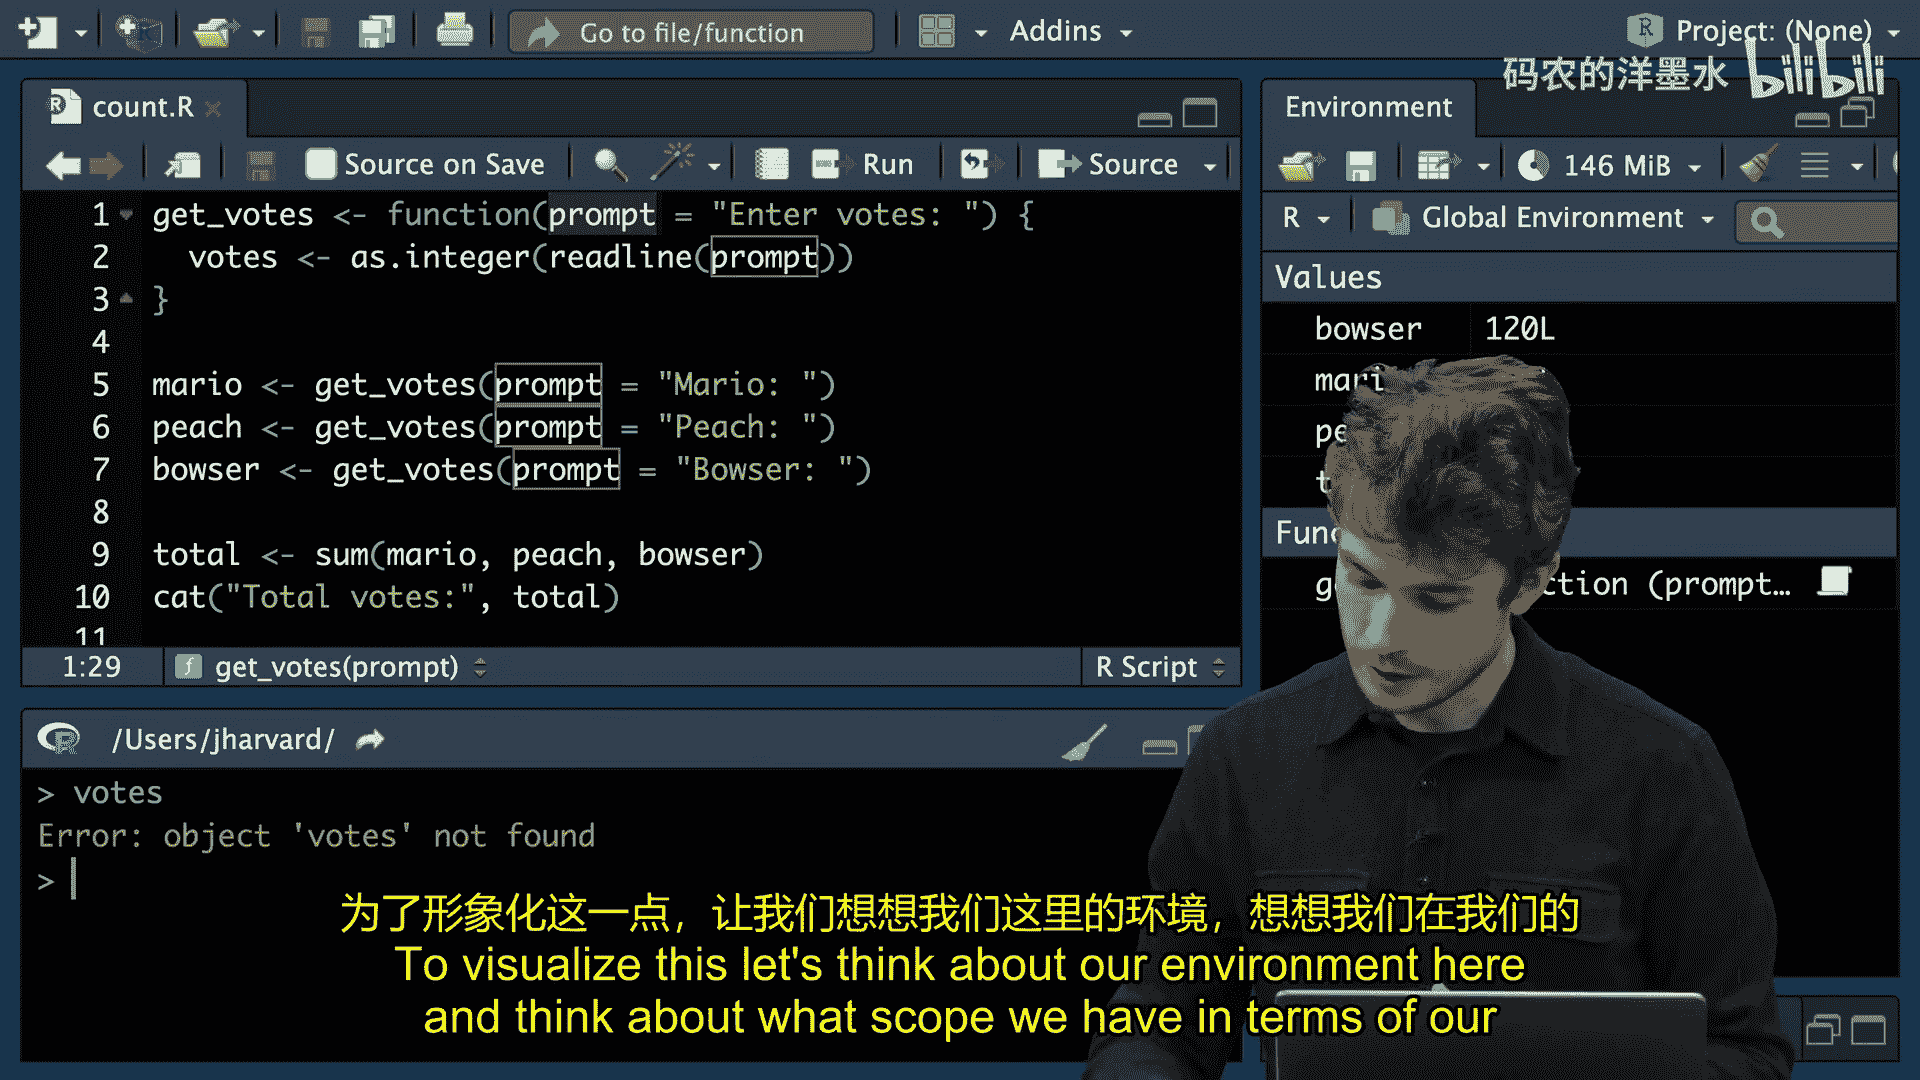 Go to file/function
Addins
Project: (None)
码农的洋墨水 bilibili
count.R
Source on Save
Run
Source
1 get_votes <- function(prompt = "Enter votes: ") {
2 votes <- as.integer(readline(prompt))
3 }
4
5 mario <- get_votes(prompt = "Mario: ")
6 peach <- get_votes(prompt = "Peach: ")
7 bowser <- get_votes(prompt = "Bowser: ")
8
9 total <- sum(mario, peach, bowser)
10 cat("Total votes:", total)
11
1:29 get_votes(prompt) R Script
Environment
146 MiB
R Global Environment
Values
bowser 120L
ction (prompt…
/Users/jharvard/
> votes
Error: object 'votes' not found
>
为了形象化这一点，让我们想想我们这里的环境，想想我们在我们的
To visualize this let's think about our environment here
and think about what scope we have in terms of our